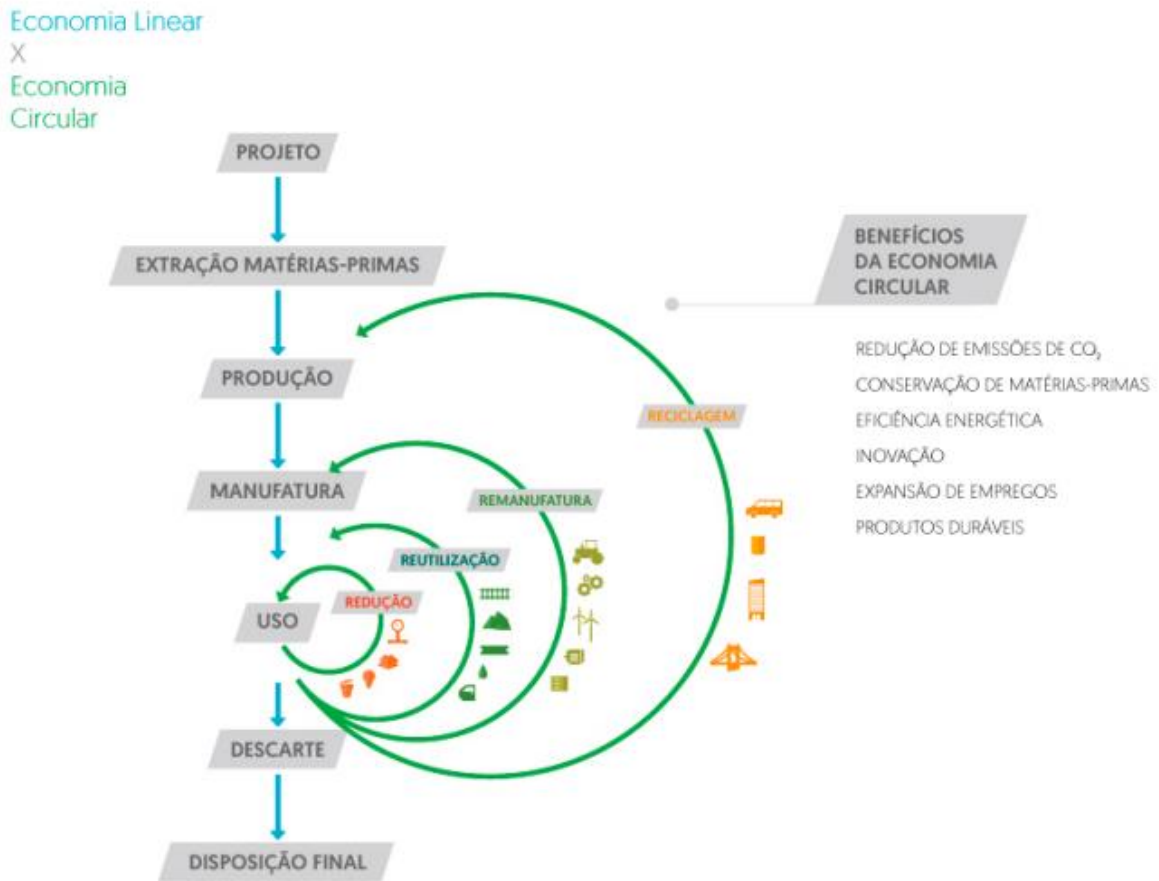 Economia Linear
X
Economia
Circular
PROJETO
EXTRAÇÃO MATÉRIAS-PRIMAS
PRODUÇÃO
MANUFATURA
USO
DESCARTE
DISPOSIÇÃO FINAL
RECICLAGEM
REMANUFATURA
REUTILIZAÇÃO
REDUÇÃO
BENEFÍCIOS
DA ECONOMIA
CIRCULAR
REDUÇÃO DE EMISSÕES DE CO₂
CONSERVAÇÃO DE MATÉRIAS-PRIMAS
EFICIÊNCIA ENERGÉTICA
INOVAÇÃO
EXPANSÃO DE EMPREGOS
PRODUTOS DURÁVEIS